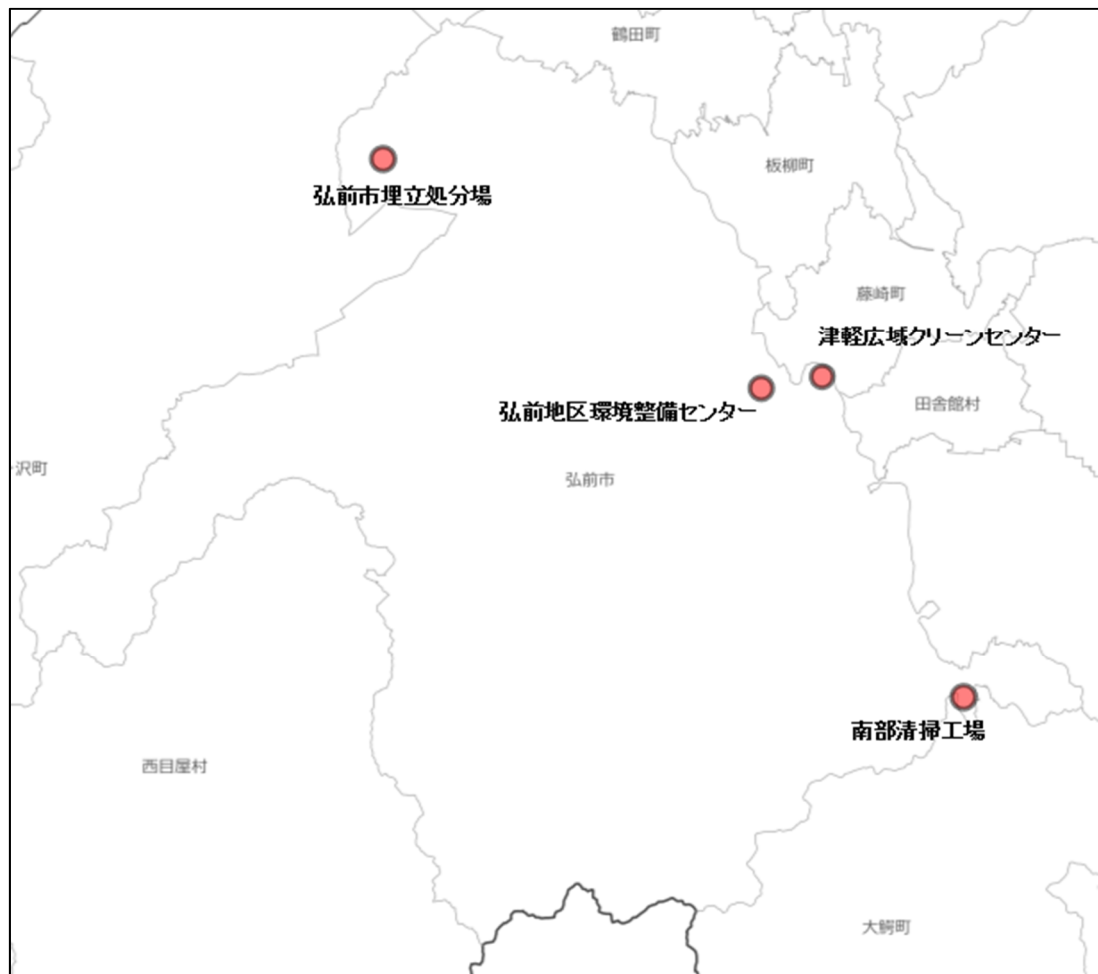 鶴田町
板柳町
弘前市埋立処分場
藤崎町
津軽広域クリーンセンター
弘前地区環境整備センター
田舎館村
沢町
弘前市
南部清掃工場
西目屋村
大鰐町